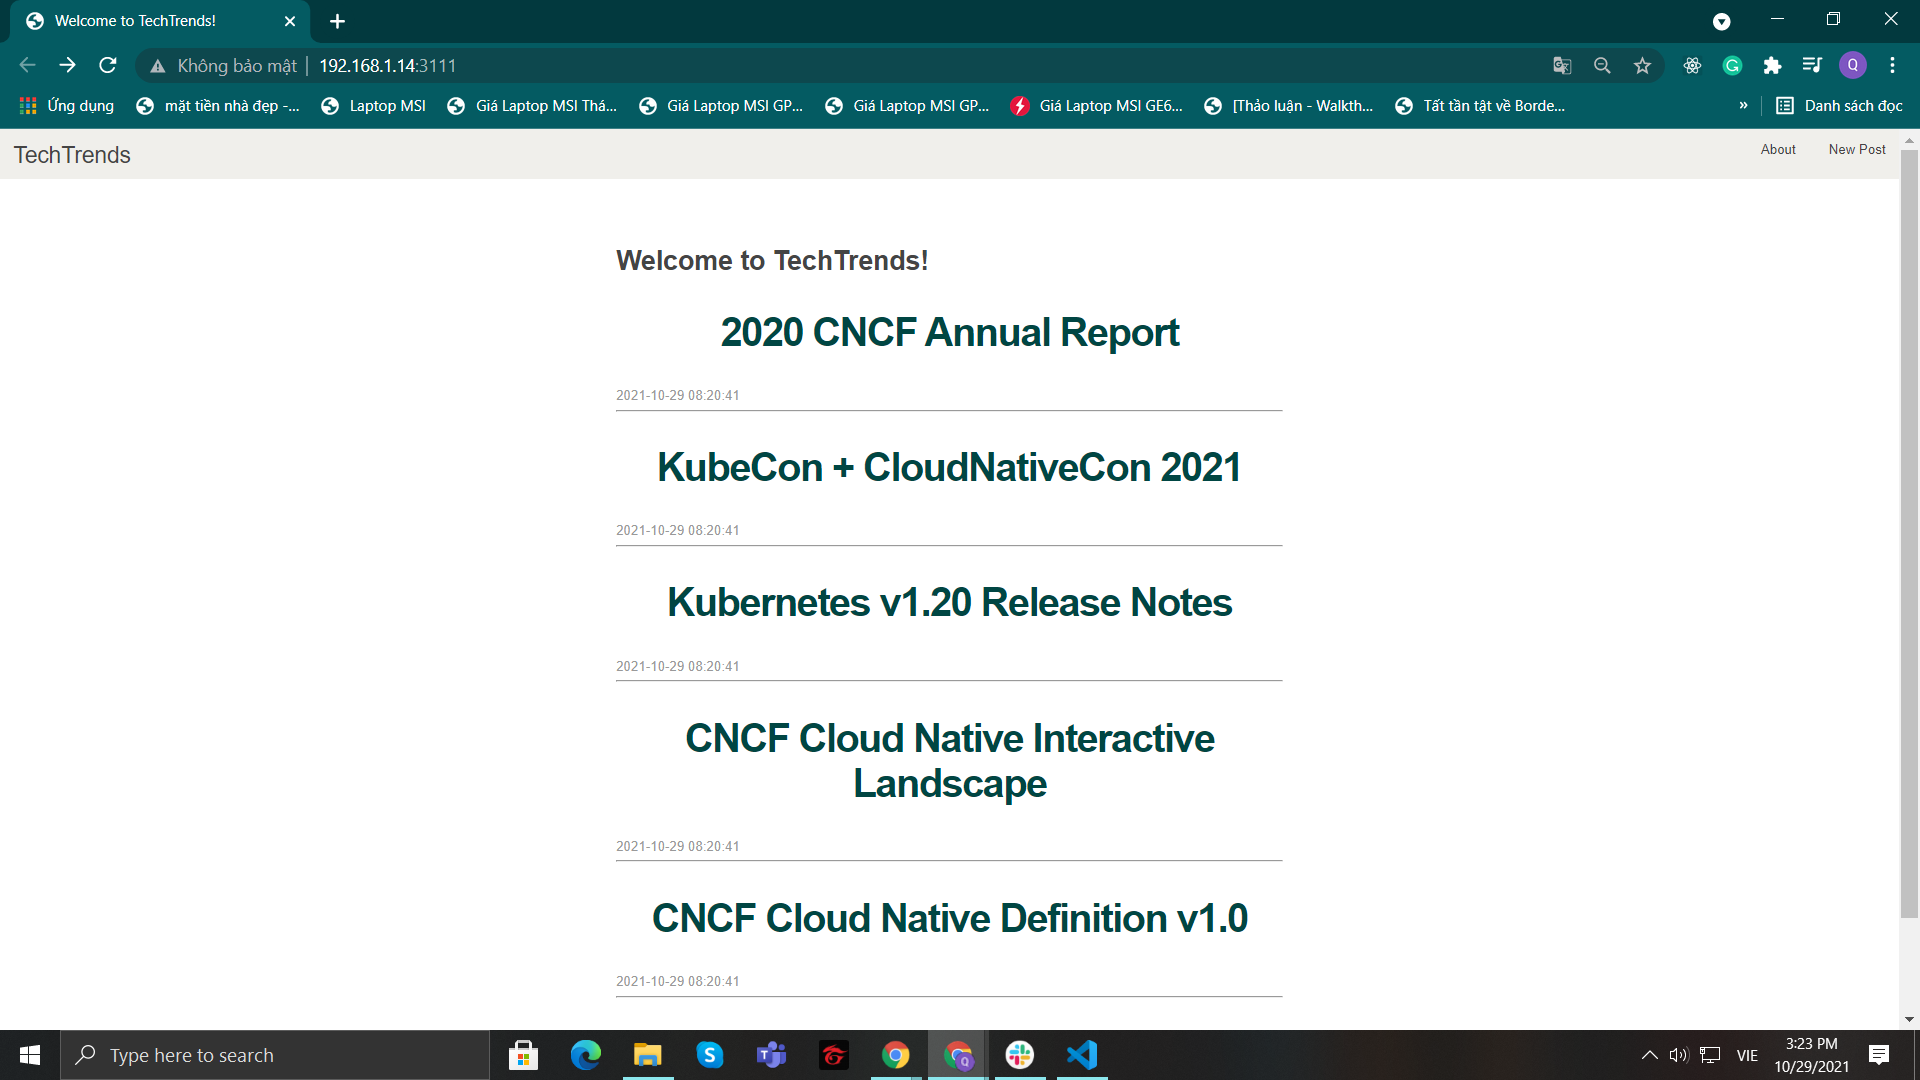 Welcome to TechTrends!
Không bảo mật | 192.168.1.14:3111
Q
Ứng dụng mặt tiền nhà đẹp -... Laptop MSI Giá Laptop MSI Thá... Giá Laptop MSI GP... Giá Laptop MSI GP... Giá Laptop MSI GE6... [Thảo luận - Walkth... Tất tần tật về Borde... » Danh sách đọc
TechTrends About New Post
Welcome to TechTrends!
2020 CNCF Annual Report
2021-10-29 08:20:41
KubeCon + CloudNativeCon 2021
2021-10-29 08:20:41
Kubernetes v1.20 Release Notes
2021-10-29 08:20:41
CNCF Cloud Native Interactive
Landscape
2021-10-29 08:20:41
CNCF Cloud Native Definition v1.0
2021-10-29 08:20:41
Type here to search
VIE
3:23 PM
10/29/2021